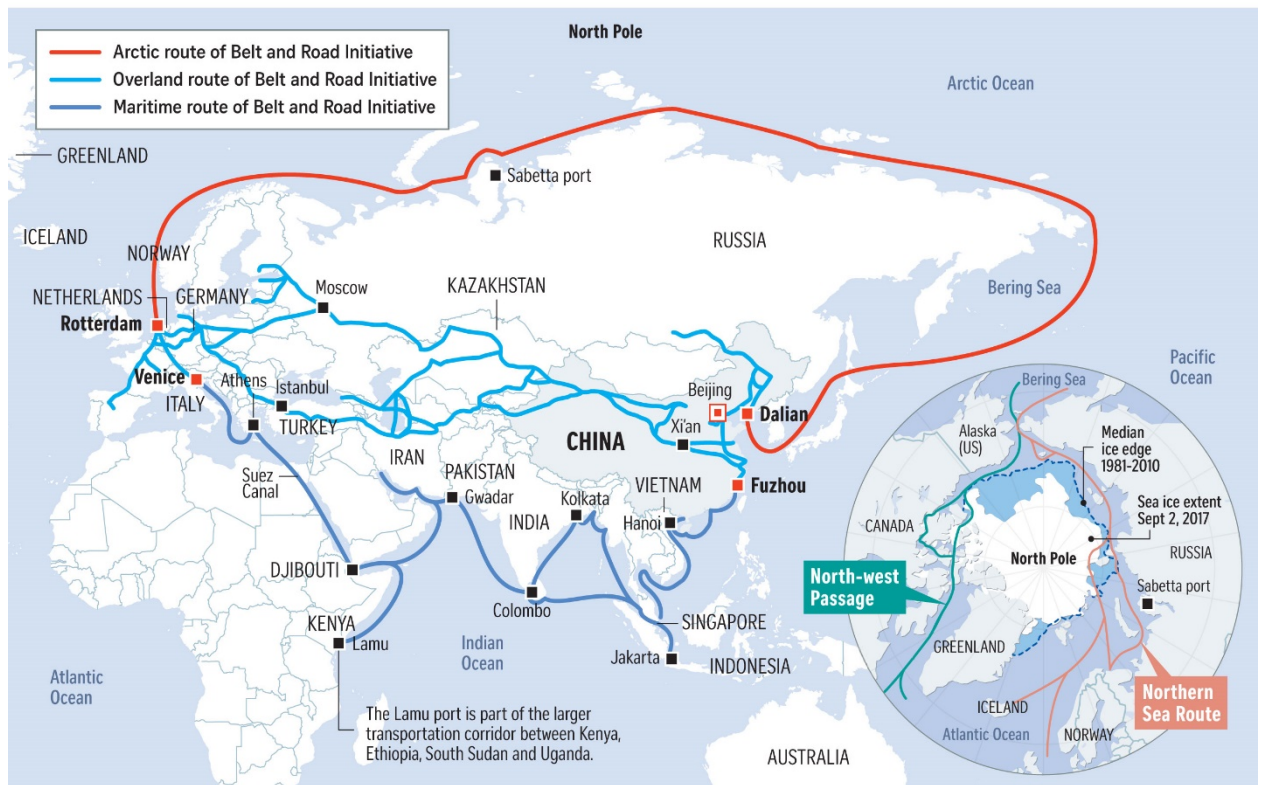 North Pole
Arctic route of Belt and Road Initiative
Overland route of Belt and Road Initiative
Maritime route of Belt and Road Initiative
Arctic Ocean
GREENLAND
Sabetta port
ICELAND
NORWAY
RUSSIA
Bering Sea
KAZAKHSTAN
Moscow
NETHERLANDS
GERMANY
Rotterdam
Pacific
Ocean
Venice
Athens
Istanbul
ITALY
TURKEY
Beijing
Dalian
Xi'an
CHINA
IRAN
Suez
Canal
PAKISTAN
Gwadar
Kolkata
VIETNAM
Fuzhou
INDIA
Hanoi
DJIBOUTI
Colombo
KENYA
Lamu
SINGAPORE
Indian
Ocean
Jakarta
INDONESIA
Atlantic
Ocean
The Lamu port is part of the larger
transportation corridor between Kenya,
Ethiopia, South Sudan and Uganda.
AUSTRALIA
Bering Sea
Alaska
(US)
Median
ice edge
1981-2010
Sea ice extent
Sept 2, 2017
CANADA
North Pole
RUSSIA
North-west
Passage
Sabetta port
GREENLAND
Northern
Sea Route
ICELAND
Atlantic Ocean
NORWAY